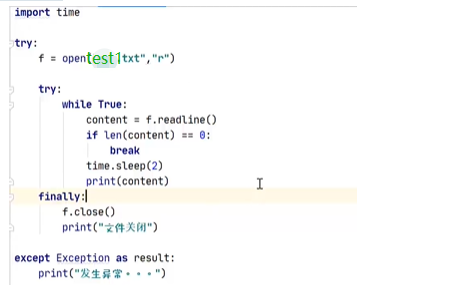 import time
try:
f = opentest1txt","r")
try:
while True:
content = f.readline()
if len(content) == 0:
break
time.sleep(2)
print(content)
finally:
f.close()
print("文件关闭")
except Exception as result:
print("发生异常。。。")